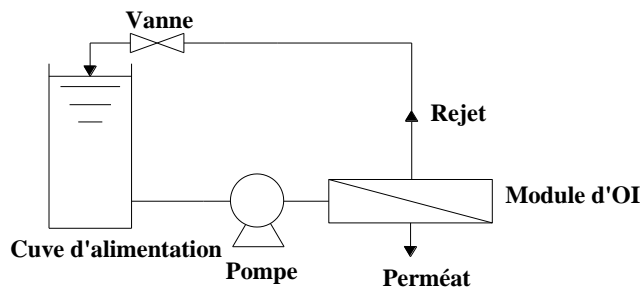 Vanne
Rejet
Module d'OI
Cuve d'alimentation
Pompe
Perméat